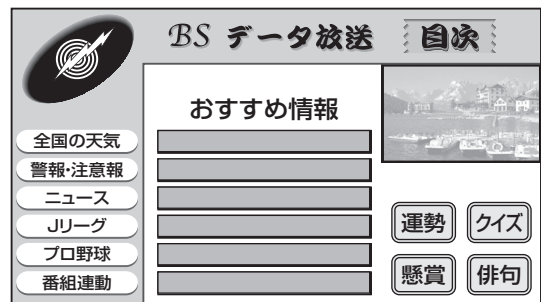 BS データ放送 目次
おすすめ情報
全国の天気
警報・注意報
ニュース
Jリーグ
プロ野球
番組連動
運勢
クイズ
懸賞
俳句